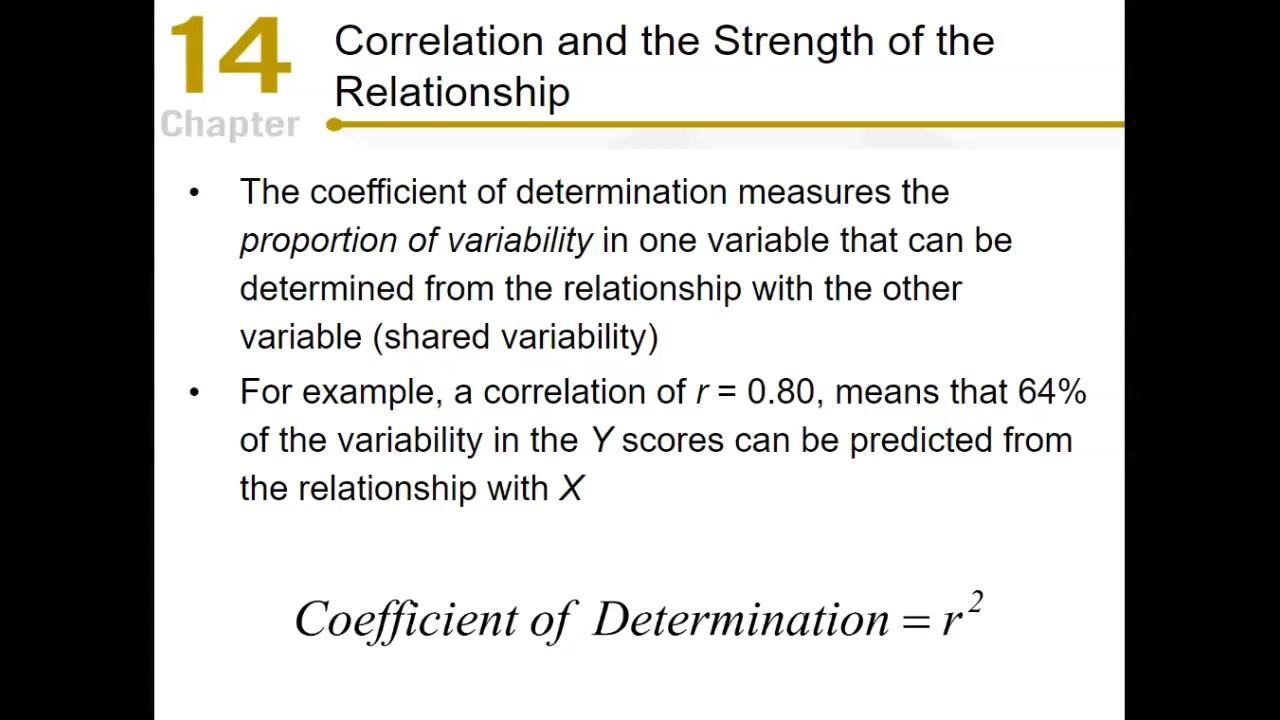 14
Chapter
Correlation and the Strength of the
Relationship
• The coefficient of determination measures the
proportion of variability in one variable that can be
determined from the relationship with the other
variable (shared variability)
• For example, a correlation of r = 0.80, means that 64%
of the variability in the Y scores can be predicted from
the relationship with X
Coefficient of Determination = r²